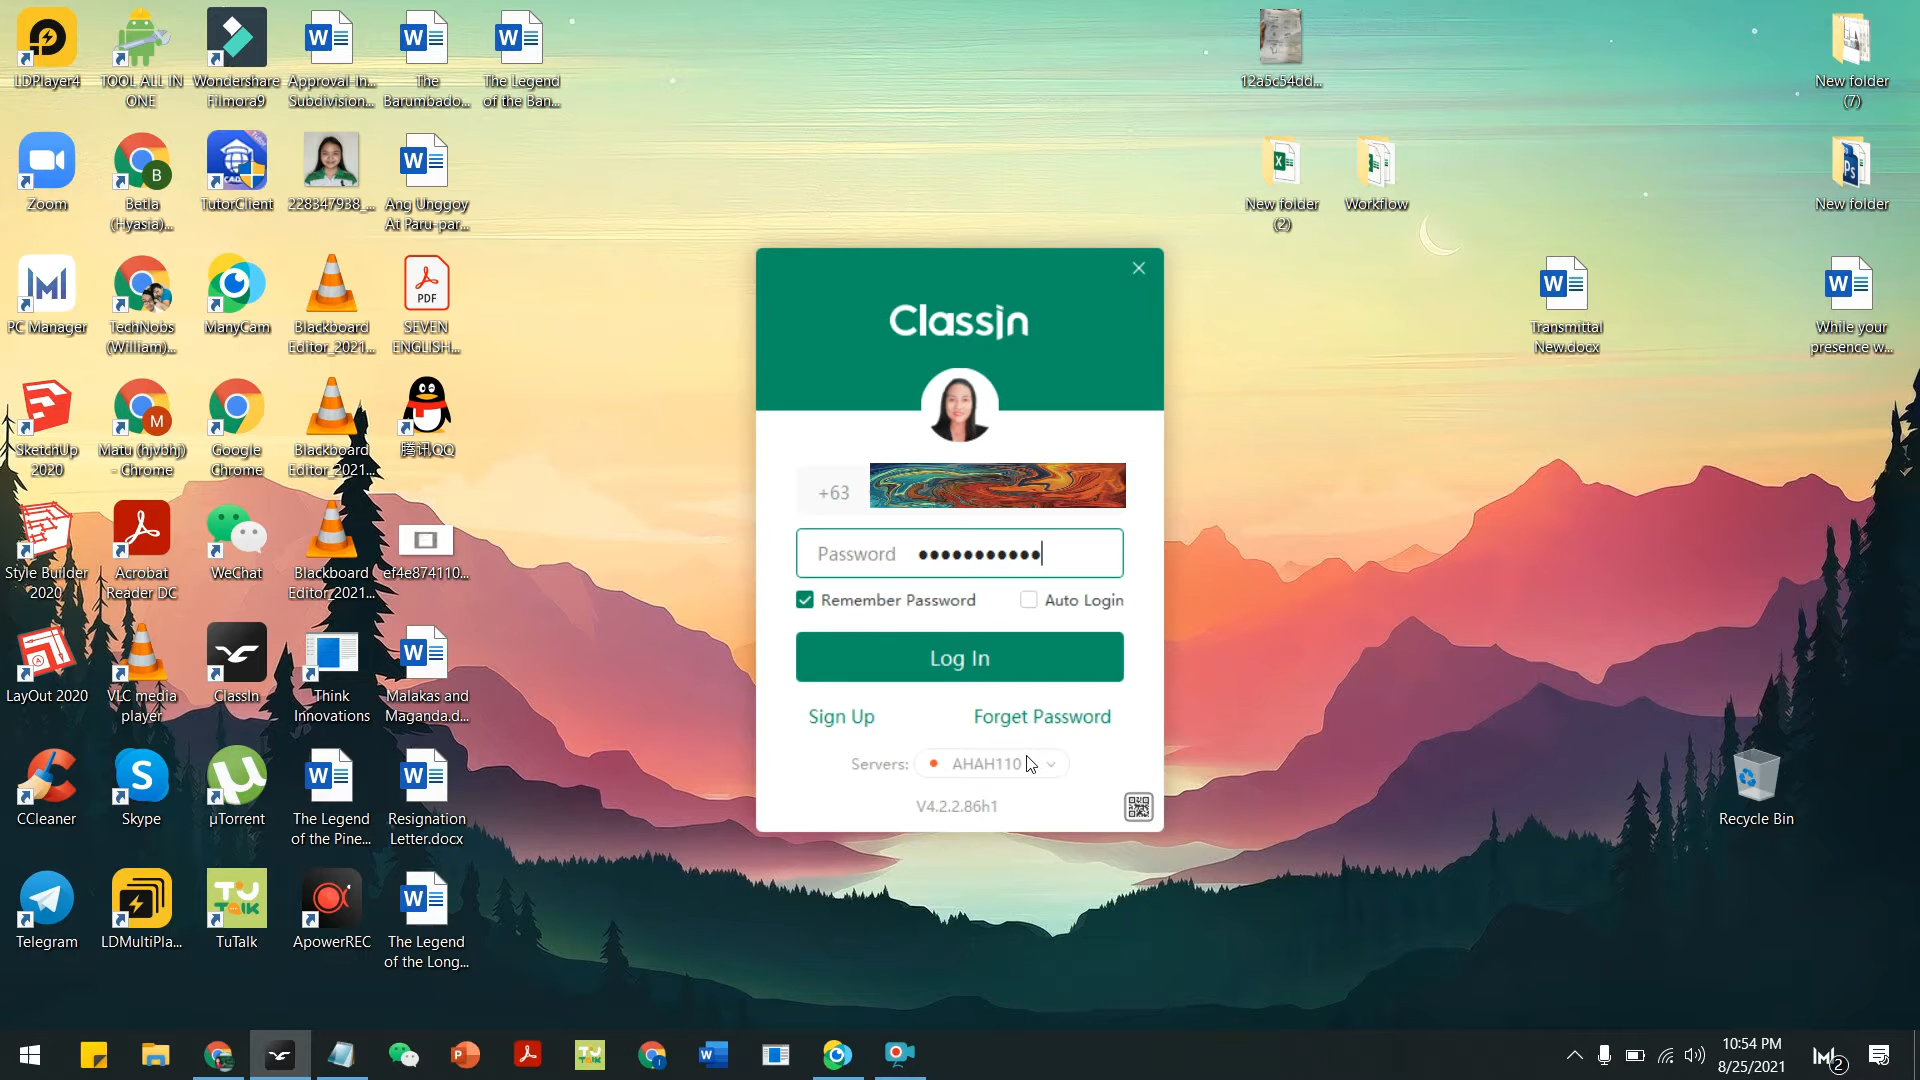 LDPlayer4
TOOL ALL IN
ONE
Wondershare
Filmora9
Approval-In...
Subdivision...
The
Barumbado...
The Legend
of the Ban...
12a5c54dd...
New folder
(7)
Zoom
Betla
(Hyasia)...
TutorClient
228347938_...
Ang Unggoy
At Paru-par...
New folder
(2)
Workflow
New folder
PC Manager
TechNobs
(William)...
ManyCam
Blackboard
Editor_2021...
PDF
SEVEN
ENGLISH...
Transmittal
New.docx
While your
presence w...
ClassIn
SketchUp
2020
Matu (hjvbhj)
- Chrome
Google
Chrome
Blackboard
Editor_2021...
腾讯QQ
+63
Password
Remember Password
Auto Login
Log In
Sign Up
Forget Password
Servers:
AHAH110
V4.2.2.86h1
Style Builder
2020
Acrobat
Reader DC
WeChat
Blackboard
Editor_2021...
ef4e874110...
LayOut 2020
VLC media
player
ClassIn
Think
Innovations
Malakas and
Maganda.d...
CCleaner
Skype
µTorrent
The Legend
of the Pine...
Resignation
Letter.docx
Recycle Bin
Telegram
LDMultiPla...
TUTALK
TuTalk
ApowerREC
The Legend
of the Long...
10:54 PM
8/25/2021
2